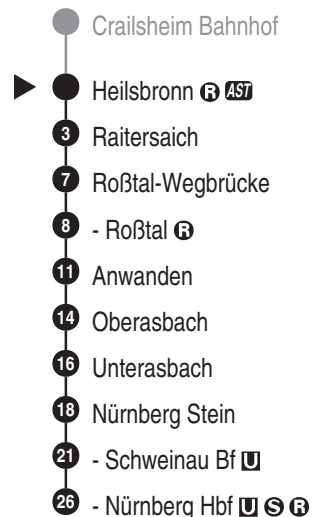 Crailsheim Bahnhof
Heilsbronn R AST
3 Raitersaich
7 Roßtal-Wegbrücke
8 - Roßtal R
11 Anwanden
14 Oberasbach
16 Unterasbach
18 Nürnberg Stein
21 - Schweinau Bf U
26 - Nürnberg Hbf U S R